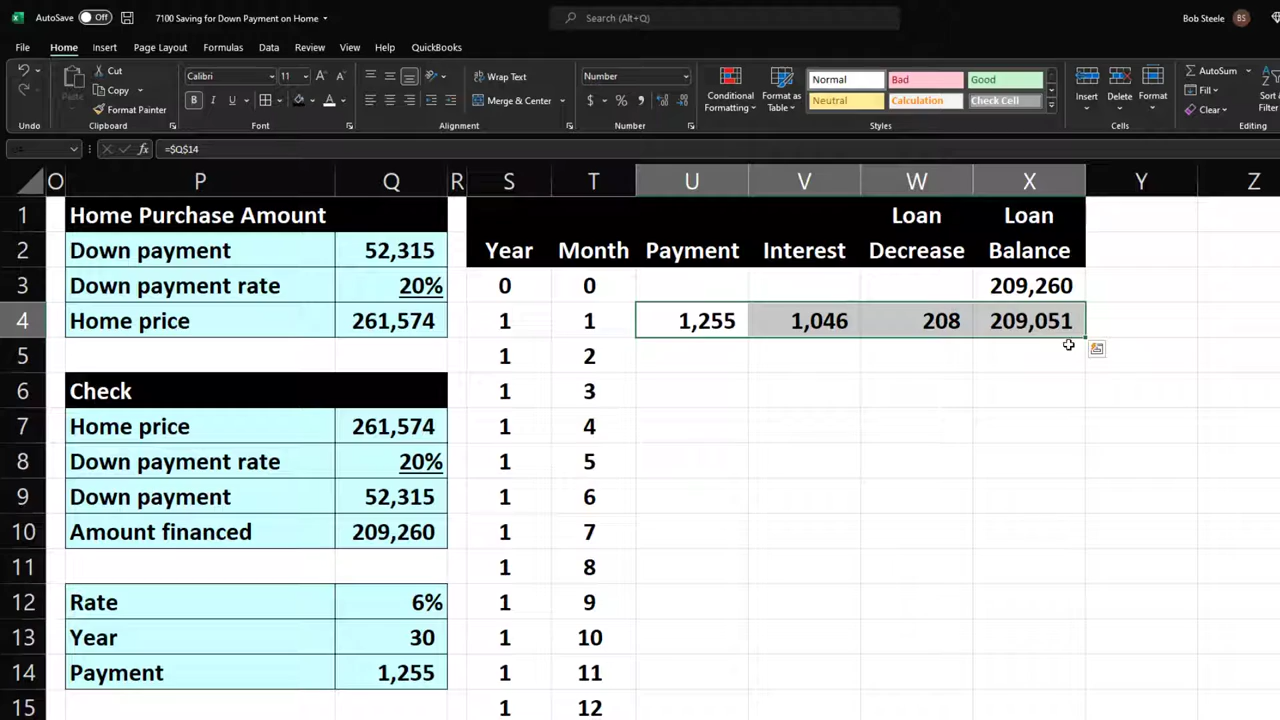 AutoSave Off 7100 Saving for Down Payment on Home Search (Alt+Q) Bob Steele BS
File Home Insert Page Layout Formulas Data Review View Help QuickBooks
Cut Calibri 11 Wrap Text Number AutoSum
Paste Copy Merge & Center Conditional Formatting Format as Table Normal Bad Good Insert Delete Format Fill Sort
Format Painter Neutral Calculation Check Cell Clear Filter
Undo Clipboard Font Alignment Number Styles Cells Editing
=$Q$14
O P Q R S T U V W X Y Z
1 Home Purchase Amount Loan Loan
2 Down payment 52,315 Year Month Payment Interest Decrease Balance
3 Down payment rate 20% 0 0 209,260
4 Home price 261,574 1 1 1,255 1,046 208 209,051
5 1 2
6 Check 1 3
7 Home price 261,574 1 4
8 Down payment rate 20% 1 5
9 Down payment 52,315 1 6
10 Amount financed 209,260 1 7
11 1 8
12 Rate 6% 1 9
13 Year 30 1 10
14 Payment 1,255 1 11
15 1 12